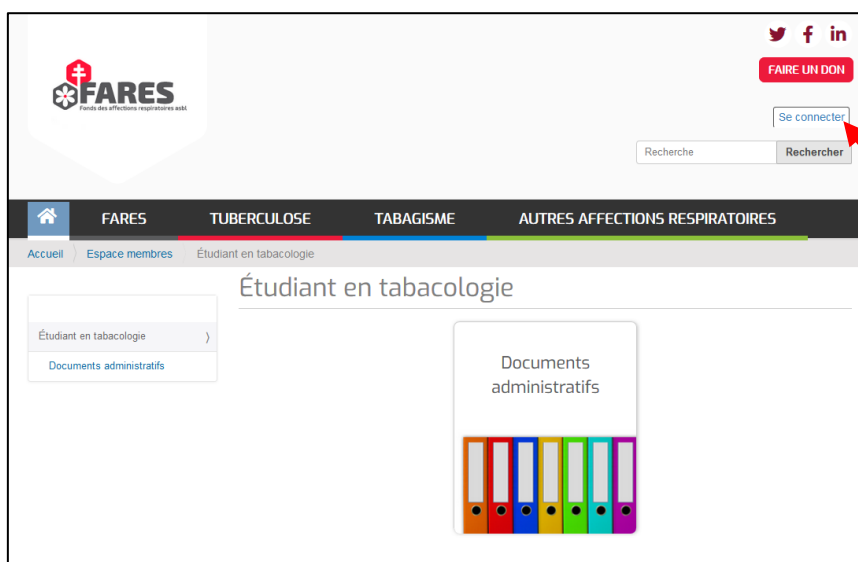 FAIRE UN DON
FARES
Fonds des affections respiratoires asbl
Se connecter
Recherche
Rechercher
FARES TUBERCULOSE TABAGISME AUTRES AFFECTIONS RESPIRATOIRES
Accueil Espace membres Étudiant en tabacologie
Étudiant en tabacologie
Étudiant en tabacologie
Documents administratifs
Documents
administratifs